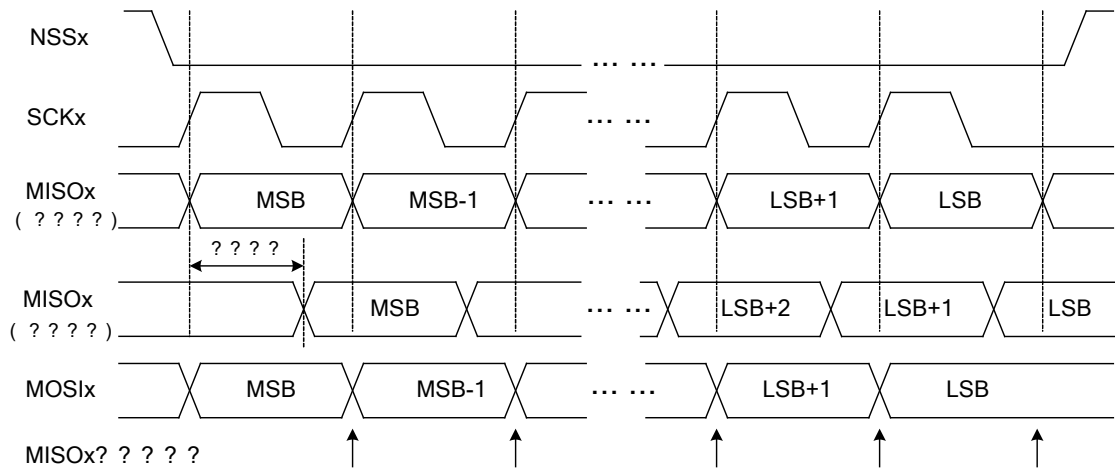 NSSx
... ...
SCKx
... ...
MISOx
( ? ? ? ? )
MSB
MSB-1
... ...
LSB+1
LSB
? ? ? ?
MISOx
( ? ? ? ? )
MSB
... ...
LSB+2
LSB+1
LSB
MOSIx
MSB
MSB-1
... ...
LSB+1
LSB
MISOx? ? ? ? ?